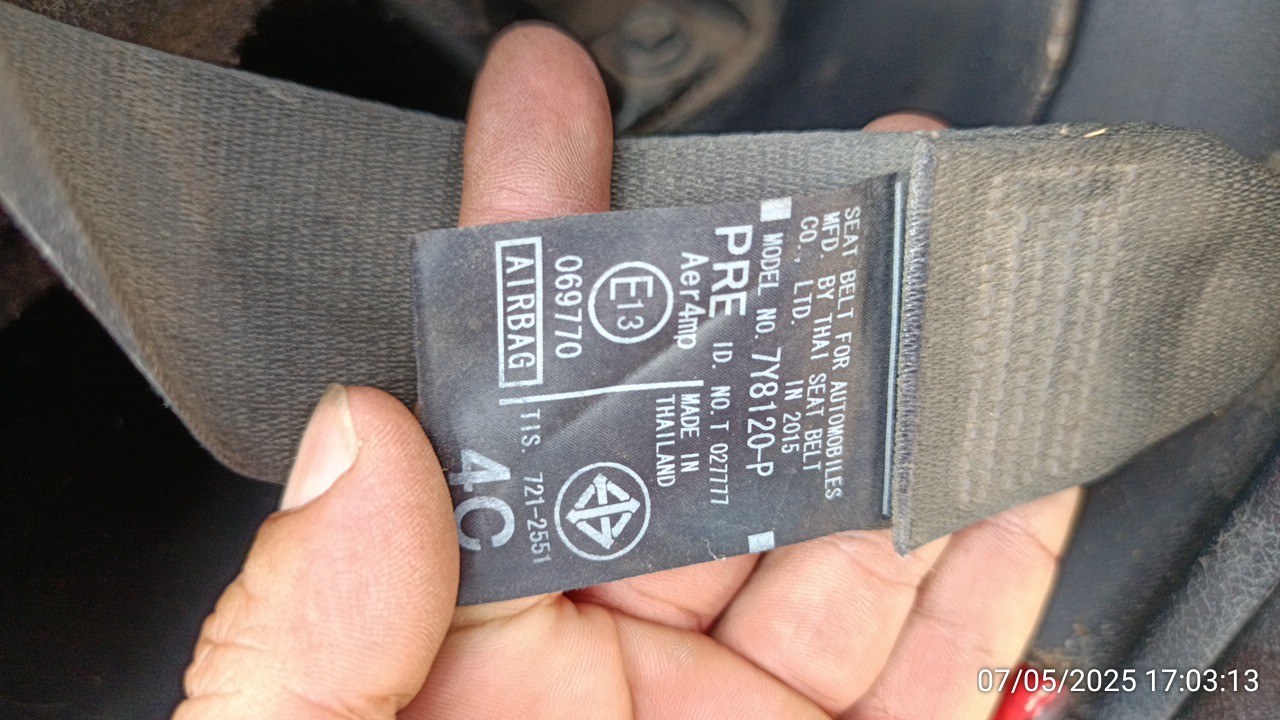 SEAT BELT FOR AUTOMOBILES
MFD. BY THAI SEAT BELT
CO., LTD. IN 2015
MODEL NO. 7Y8120-P
PRE ID. NO. T 027777
Aer4mp
MADE IN
THAILAND
E13
069770
AIRBAG
TIS. 721-2551
4C
07/05/2025 17:03:13